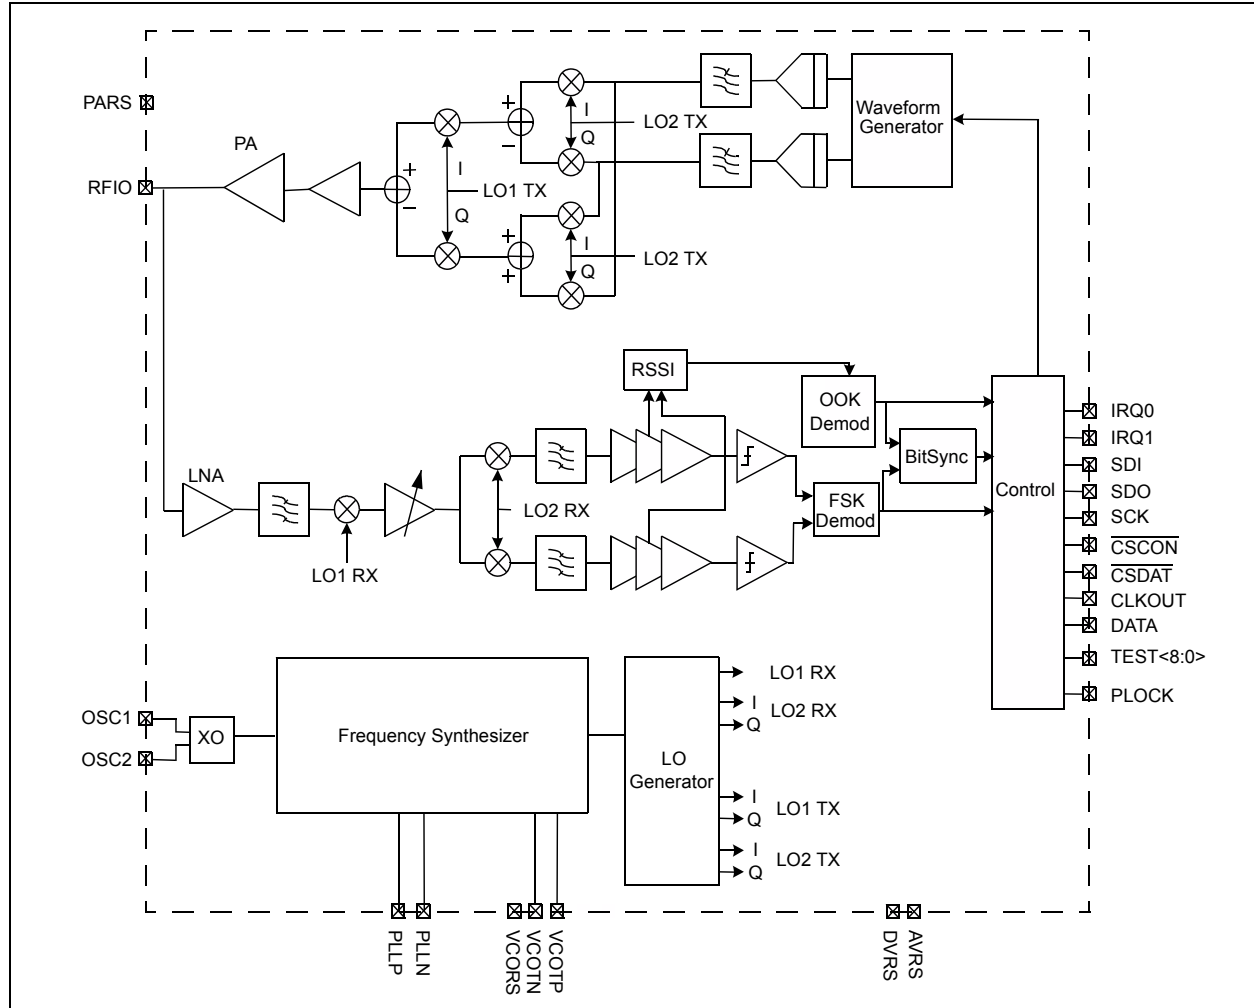 PARS
RFIO
PA
+
−
I
Q
LO1 TX
+
−
I
Q
LO2 TX
+
+
I
Q
LO2 TX
Waveform
Generator
RSSI
OOK
Demod
BitSync
FSK
Demod
Control
LNA
LO1 RX
LO2 RX
IRQ0
IRQ1
SDI
SDO
SCK
CSCON
CSDAT
CLKOUT
DATA
TEST<8:0>
PLOCK
OSC1
OSC2
XO
Frequency Synthesizer
LO
Generator
LO1 RX
I
Q
LO2 RX
I
Q
LO1 TX
I
Q
LO2 TX
PLLP
PLLN
VCORS
VCOTN
VCOTP
DVRS
AVRS